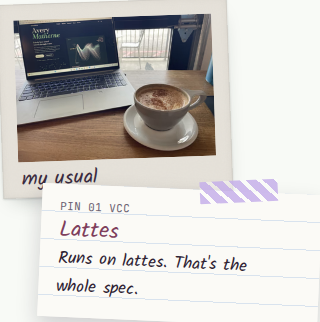 Avery
my usual
PIN 01 VCC
Lattes
Runs on lattes. That's the
whole spec.